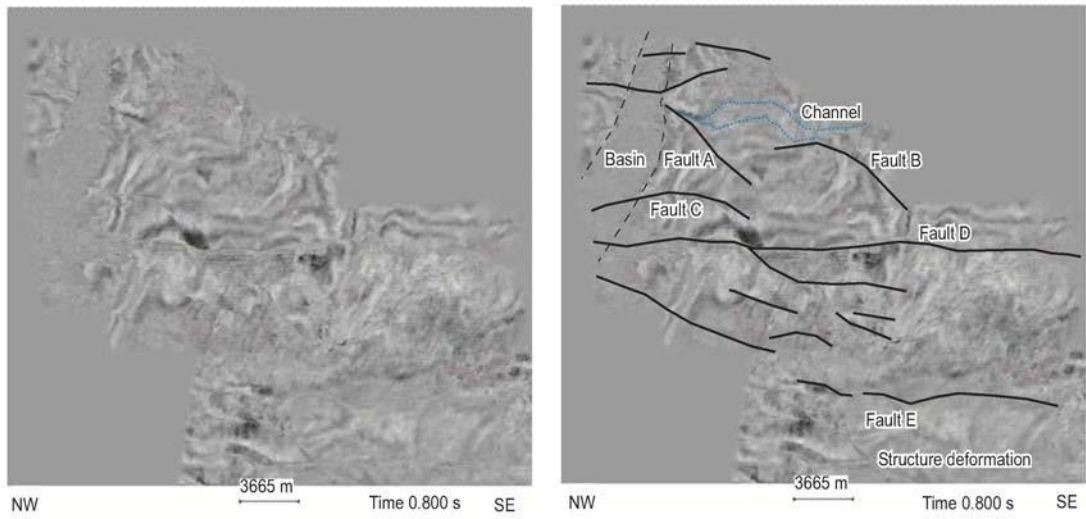 Channel
Basin
Fault A
Fault B
Fault C
Fault D
Fault E
Structure deformation
NW
3665 m
Time 0.800 s
SE
NW
3665 m
Time 0.800 s
SE